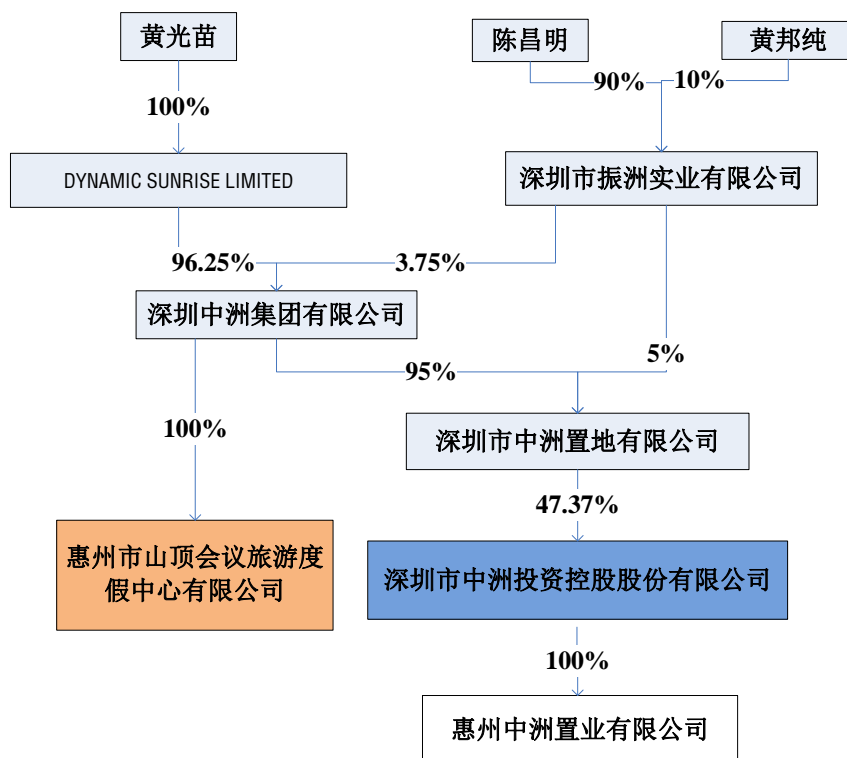 黄光苗
陈昌明
黄邦纯
100%
90%
10%
DYNAMIC SUNRISE LIMITED
深圳市振洲实业有限公司
96.25%
3.75%
深圳中洲集团有限公司
95%
5%
100%
深圳市中洲置地有限公司
47.37%
惠州市山顶会议旅游度
假中心有限公司
深圳市中洲投资控股股份有限公司
100%
惠州中洲置业有限公司